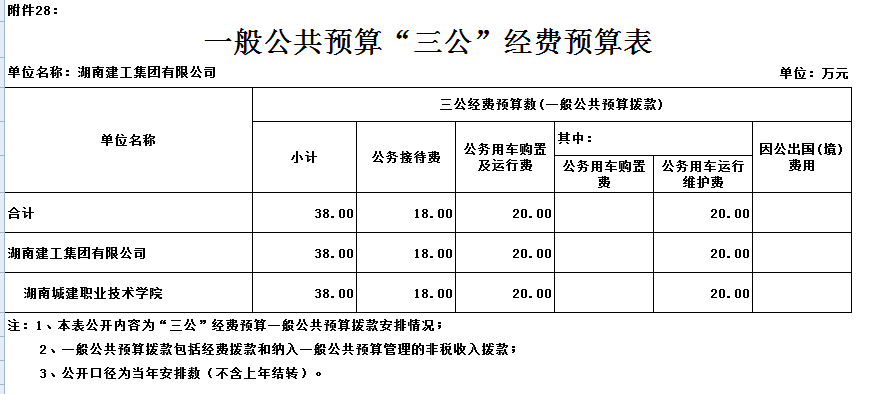 附件28：
一般公共预算“三公”经费预算表
单位名称：湖南建工集团有限公司 单位：万元
单位名称 三公经费预算数(一般公共预算拨款)
小计 公务接待费 公务用车购置及运行费 其中： 因公出国(境)费用
公务用车购置费 公务用车运行维护费
合计 38.00 18.00 20.00 20.00
湖南建工集团有限公司 38.00 18.00 20.00 20.00
湖南城建职业技术学院 38.00 18.00 20.00 20.00
注：1、本表公开内容为“三公”经费预算一般公共预算拨款安排情况；
2、一般公共预算拨款包括经费拨款和纳入一般公共预算管理的非税收入拨款；
3、公开口径为当年安排数（不含上年结转）。